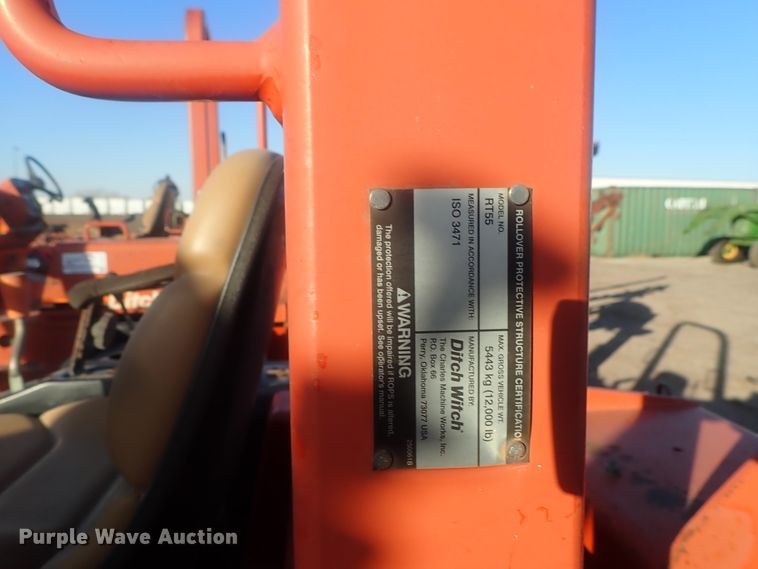 ROLLOVER PROTECTIVE STRUCTURE CERTIFICATION
MODEL NO.
MAX. GROSS VEHICLE WT.
RT55
5443 kg (12,000 lb)
MEASURED IN ACCORDANCE WITH:
MANUFACTURED BY:
ISO 3471
Ditch Witch®
The Charles Machine Works, Inc.
P.O. Box 66
Perry, Oklahoma 73077 USA
WARNING
The protection offered will be impaired if ROPS is altered,
damaged or has been upset. See operator's manual.
Ditch
Purple Wave Auction